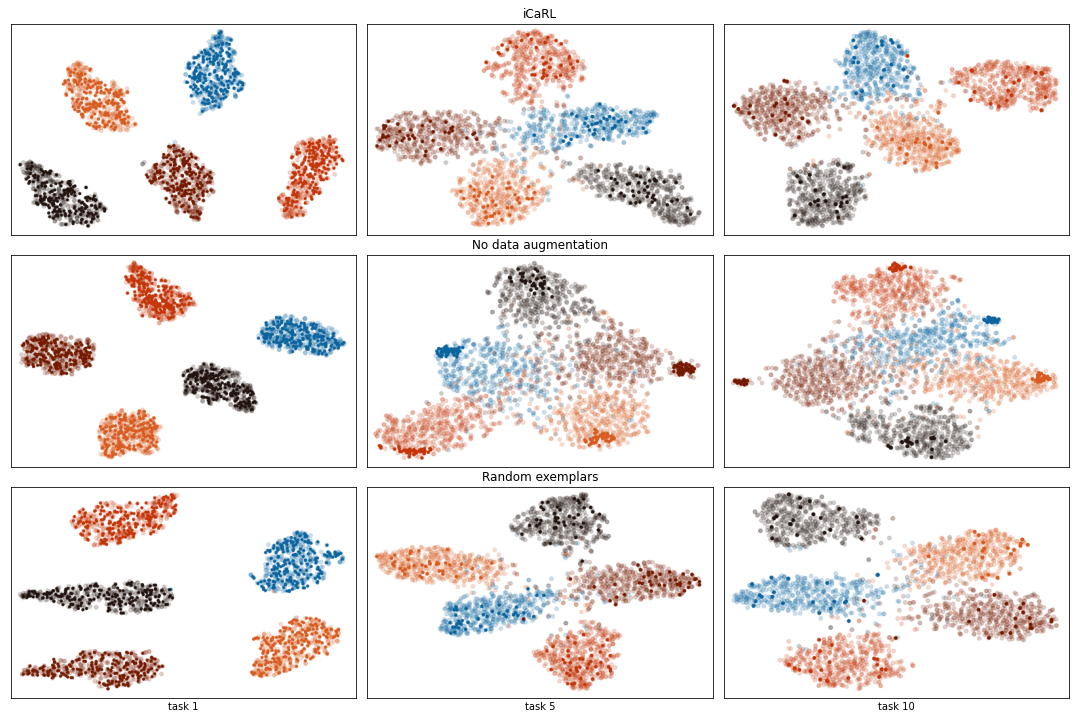 iCaRL
No data augmentation
Random exemplars
task 1
task 5
task 10